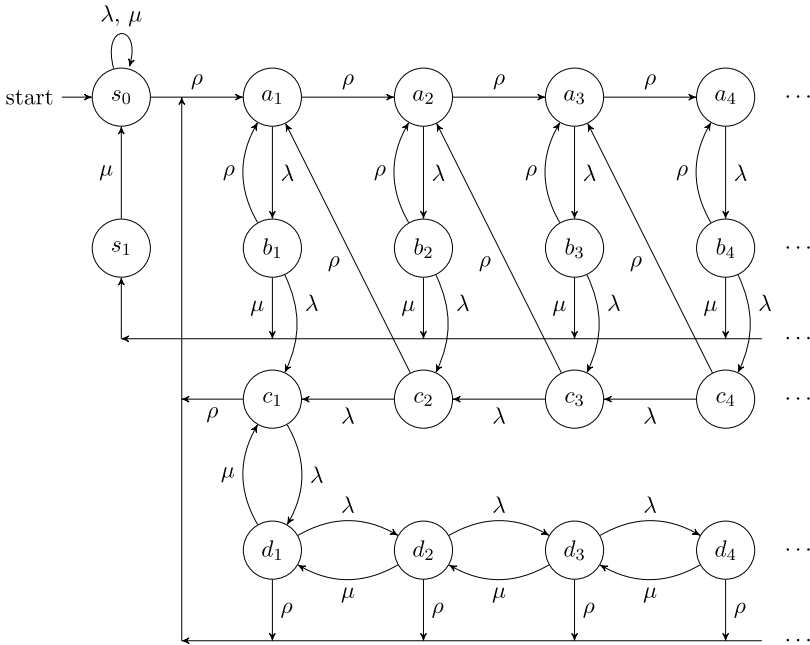 λ, μ
ρ ρ ρ ρ
start s₀ a₁ a₂ a₃ a₄ ···
μ ρ λ ρ λ ρ λ ρ λ
s₁ b₁ b₂ b₃ b₄ ···
ρ ρ ρ
μ λ μ λ μ λ μ λ
···
c₁ c₂ c₃ c₄ ···
ρ λ λ λ
μ λ
λ λ λ
d₁ d₂ d₃ d₄ ···
μ μ μ
ρ ρ ρ ρ
···